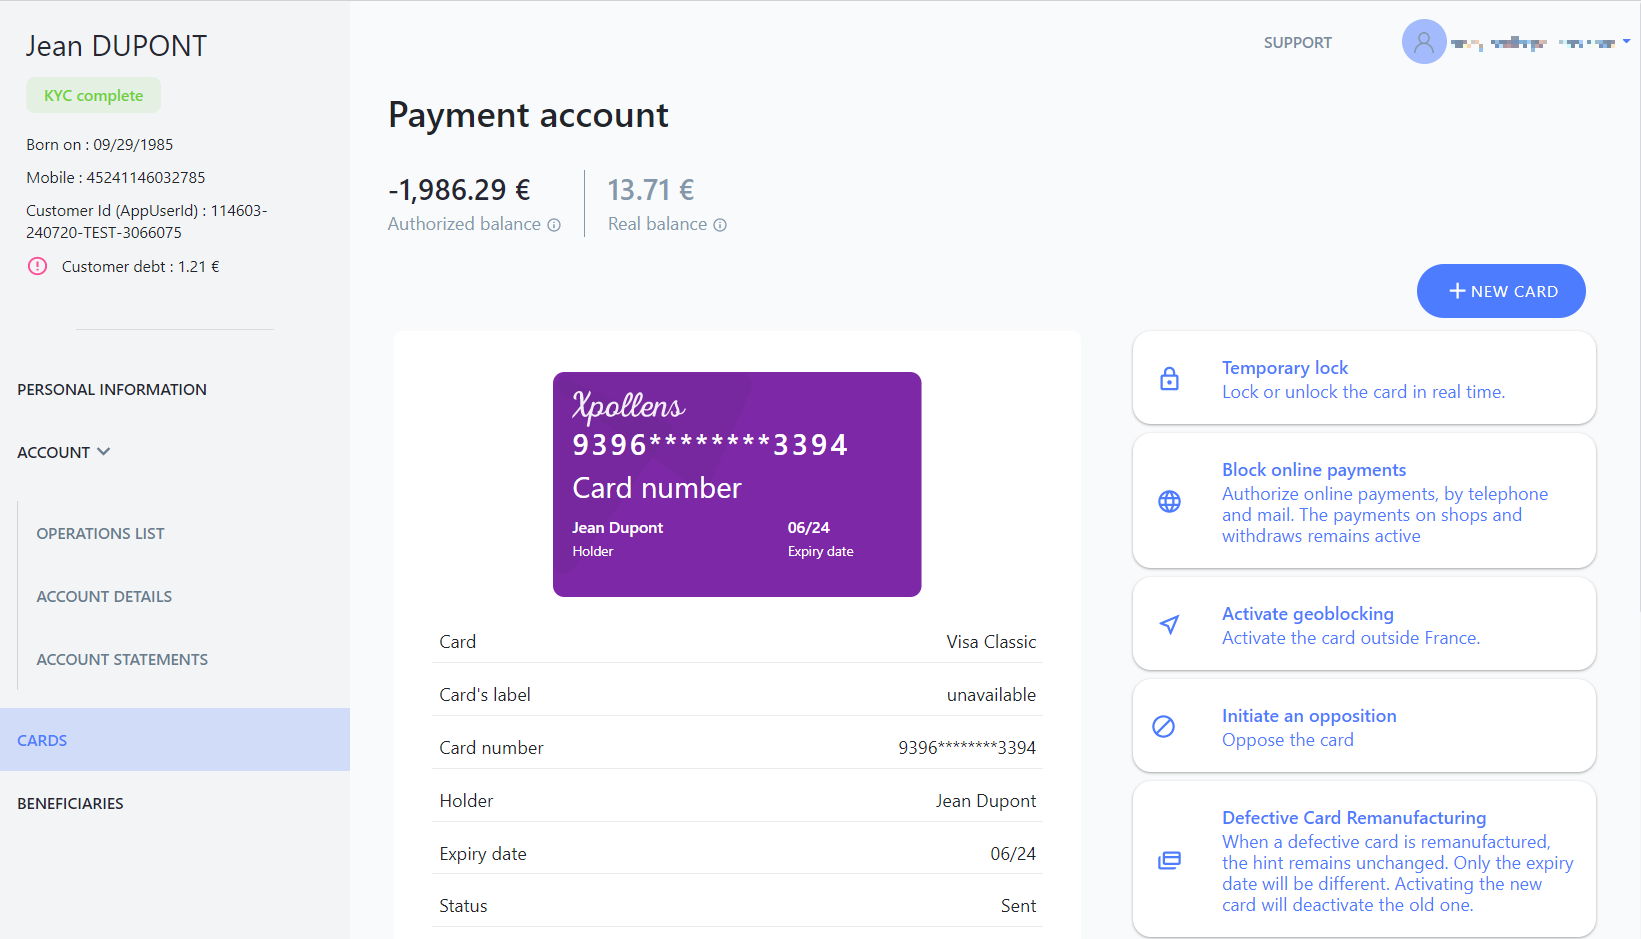 Jean DUPONT
KYC complete
Born on : 09/29/1985
Mobile : 45241146032785
Customer Id (AppUserId) : 114603-
240720-TEST-3066075
Customer debt : 1.21 €
PERSONAL INFORMATION
ACCOUNT
OPERATIONS LIST
ACCOUNT DETAILS
ACCOUNT STATEMENTS
CARDS
BENEFICIARIES
SUPPORT
Payment account
-1,986.29 €
Authorized balance
13.71 €
Real balance
NEW CARD
Xpollens
9396********3394
Card number
Jean Dupont
Holder
06/24
Expiry date
Card Visa Classic
Card's label unavailable
Card number 9396********3394
Holder Jean Dupont
Expiry date 06/24
Status Sent
Temporary lock
Lock or unlock the card in real time.
Block online payments
Authorize online payments, by telephone
and mail. The payments on shops and
withdraws remains active
Activate geoblocking
Activate the card outside France.
Initiate an opposition
Oppose the card
Defective Card Remanufacturing
When a defective card is remanufactured,
the hint remains unchanged. Only the expiry
date will be different. Activating the new
card will deactivate the old one.